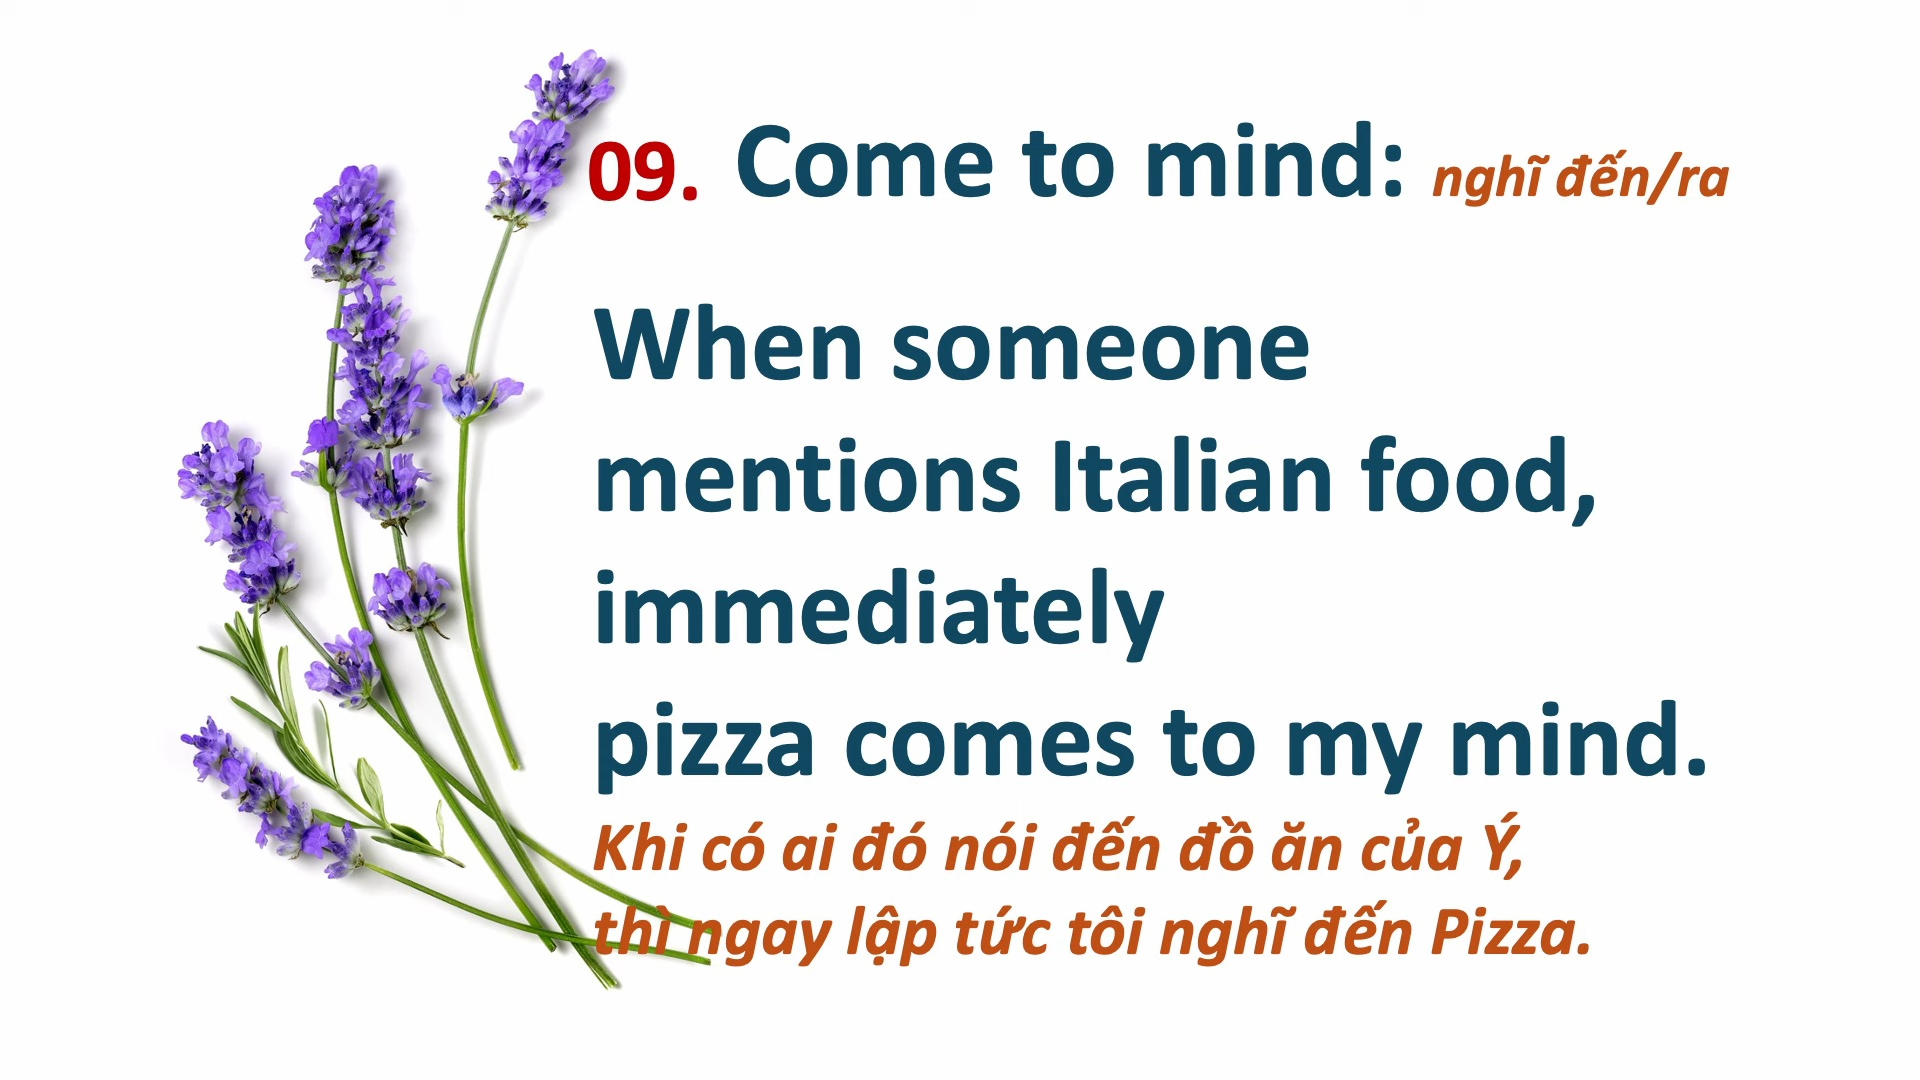 09. Come to mind: nghĩ đến/ra
When someone
mentions Italian food,
immediately
pizza comes to my mind.
Khi có ai đó nói đến đồ ăn của Ý,
thì ngay lập tức tôi nghĩ đến Pizza.